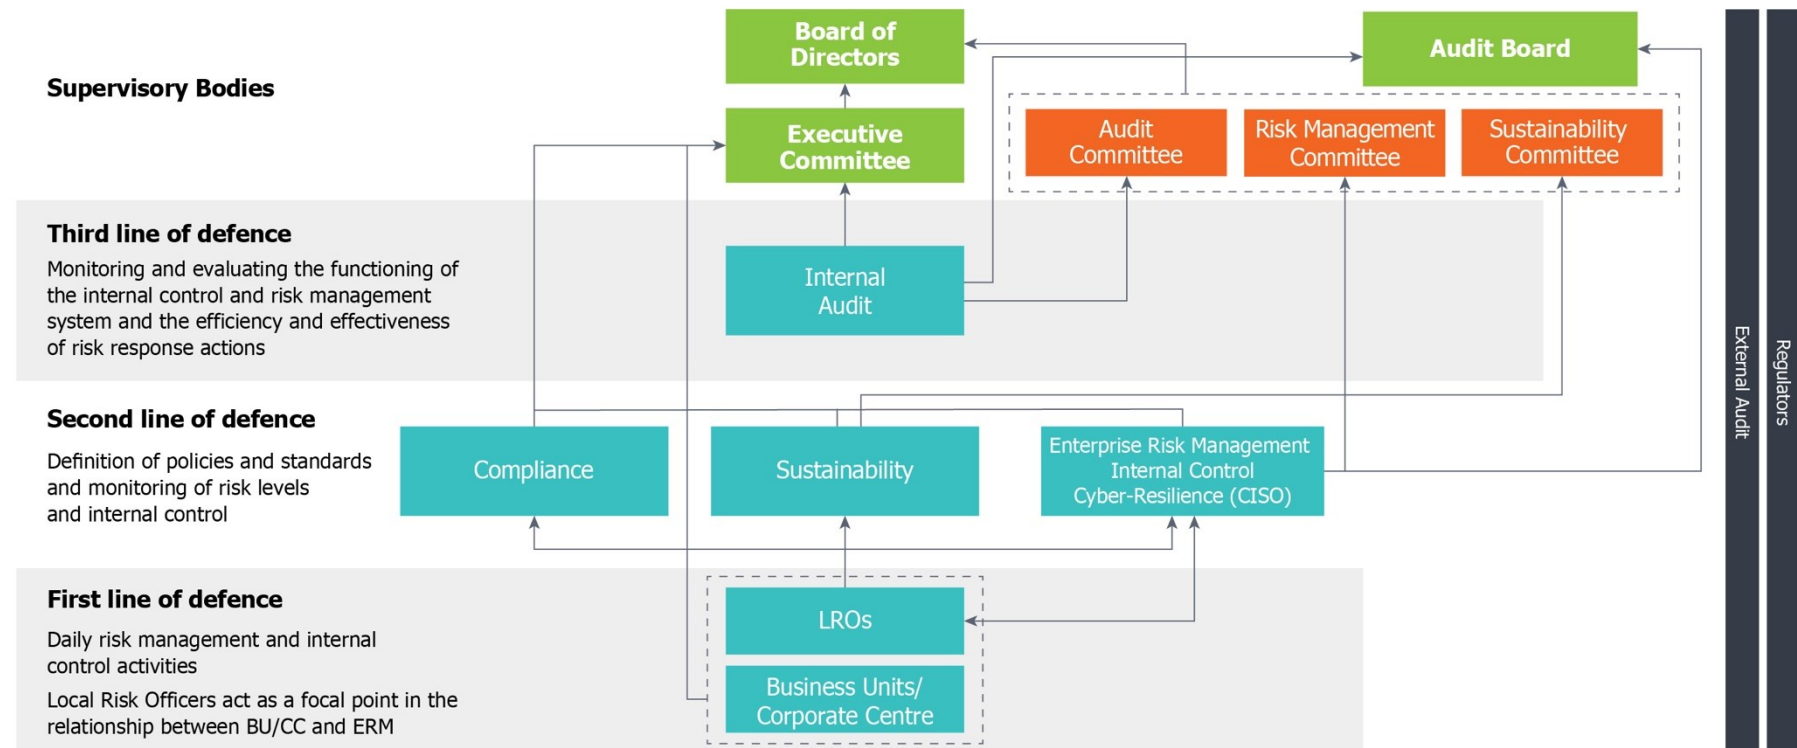 Supervisory Bodies
Board of
Directors
Audit Board
Executive
Committee
Audit
Committee
Risk Management
Committee
Sustainability
Committee
Third line of defence
Monitoring and evaluating the functioning of
the internal control and risk management
system and the efficiency and effectiveness
of risk response actions
Internal
Audit
Second line of defence
Definition of policies and standards
and monitoring of risk levels
and internal control
Compliance
Sustainability
Enterprise Risk Management
Internal Control
Cyber-Resilience (CISO)
First line of defence
Daily risk management and internal
control activities
Local Risk Officers act as a focal point in the
relationship between BU/CC and ERM
LROs
Business Units/
Corporate Centre
External Audit
Regulators